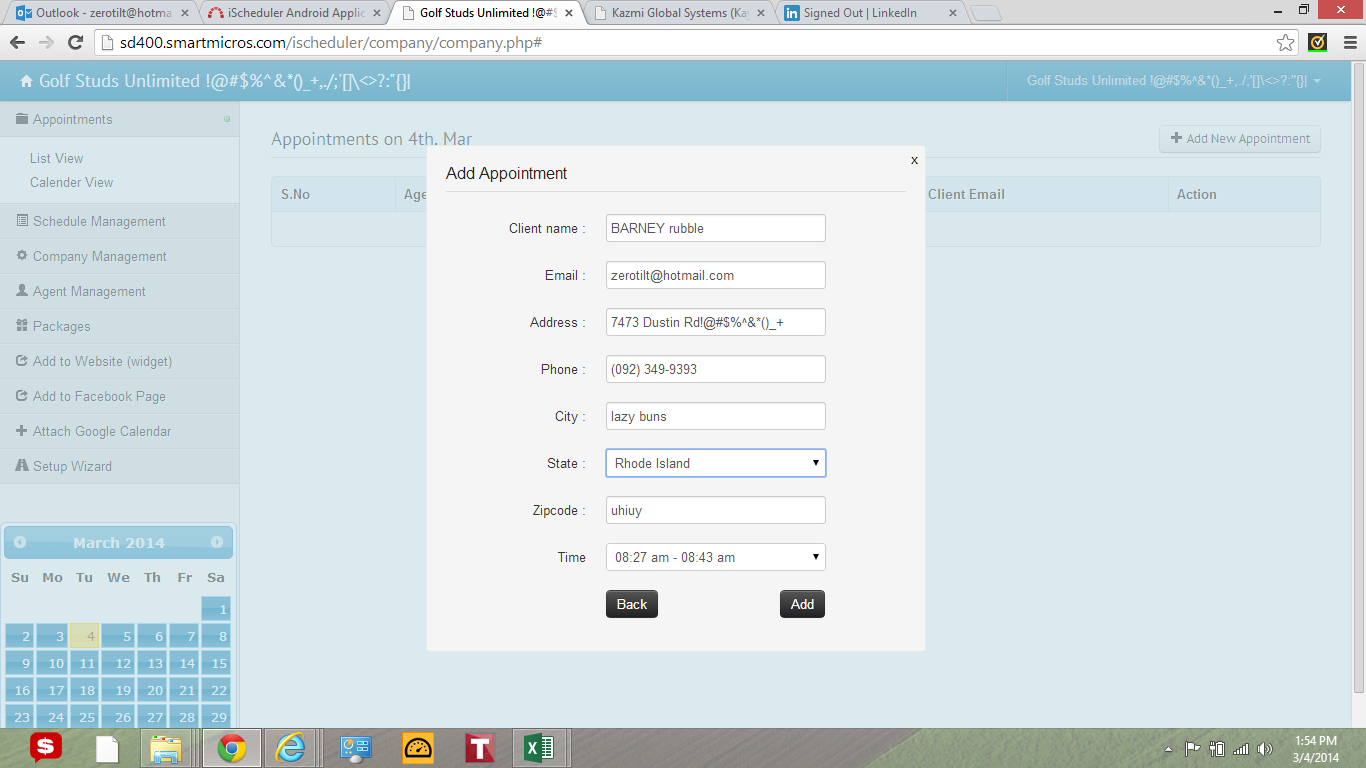 Outlook - zerotilt@hotma
iScheduler Android Applic
Golf Studs Unlimited !@#$
Kazmi Global Systems (Ka
Signed Out | LinkedIn
sd400.smartmicros.com/ischeduler/company/company.php#
Golf Studs Unlimited !@#$%^&*()_+,./;'[]\<>?:"{}|
Golf Studs Unlimited !@#$%^&*()_+,./;'[]\<>?:"{}|
Appointments
List View
Calender View
Schedule Management
Company Management
Agent Management
Packages
Add to Website (widget)
Add to Facebook Page
Attach Google Calendar
Setup Wizard
March 2014
Su Mo Tu We Th Fr Sa
1
2 3 4 5 6 7 8
9 10 11 12 13 14 15
16 17 18 19 20 21 22
23 24 25 26 27 28 29
Appointments on 4th, Mar
Add New Appointment
S.No Age Client Email Action
x
Add Appointment
Client name : BARNEY rubble
Email : zerotilt@hotmail.com
Address : 7473 Dustin Rd!@#$%^&*()_+
Phone : (092) 349-9393
City : lazy buns
State : Rhode Island
Zipcode : uhiuy
Time 08:27 am - 08:43 am
Back Add
1:54 PM
3/4/2014